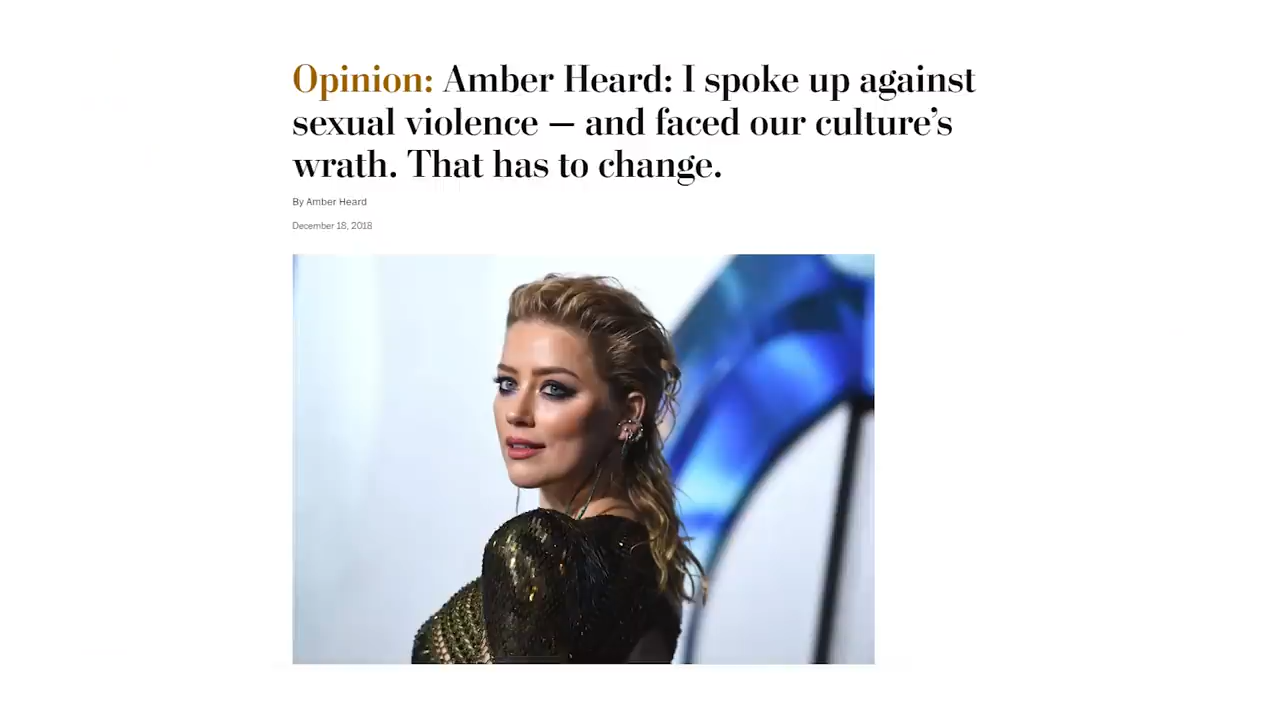 Opinion: Amber Heard: I spoke up against
sexual violence — and faced our culture’s
wrath. That has to change.
By Amber Heard
December 18, 2018